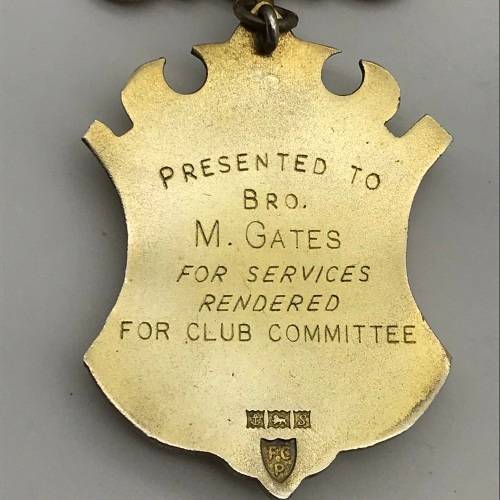 PRESENTED TO
BRO.
M. GATES
FOR SERVICES
RENDERED
FOR CLUB COMMITTEE
F.C
P